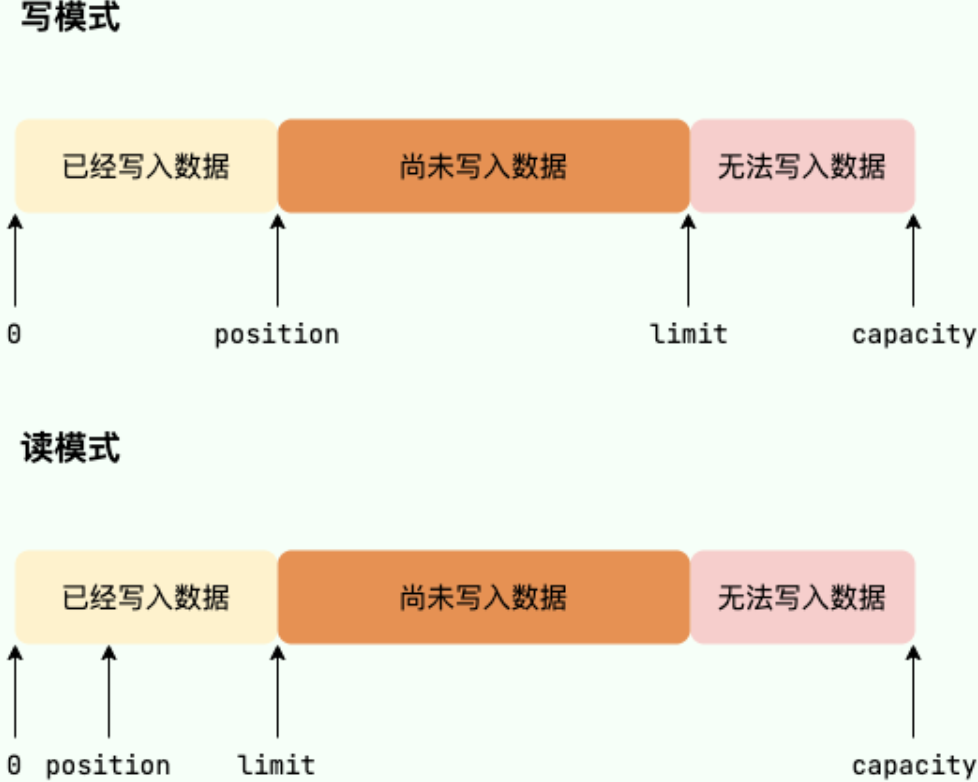 写模式
已经写入数据 尚未写入数据 无法写入数据
0 position limit capacity
读模式
已经写入数据 尚未写入数据 无法写入数据
0 position limit capacity